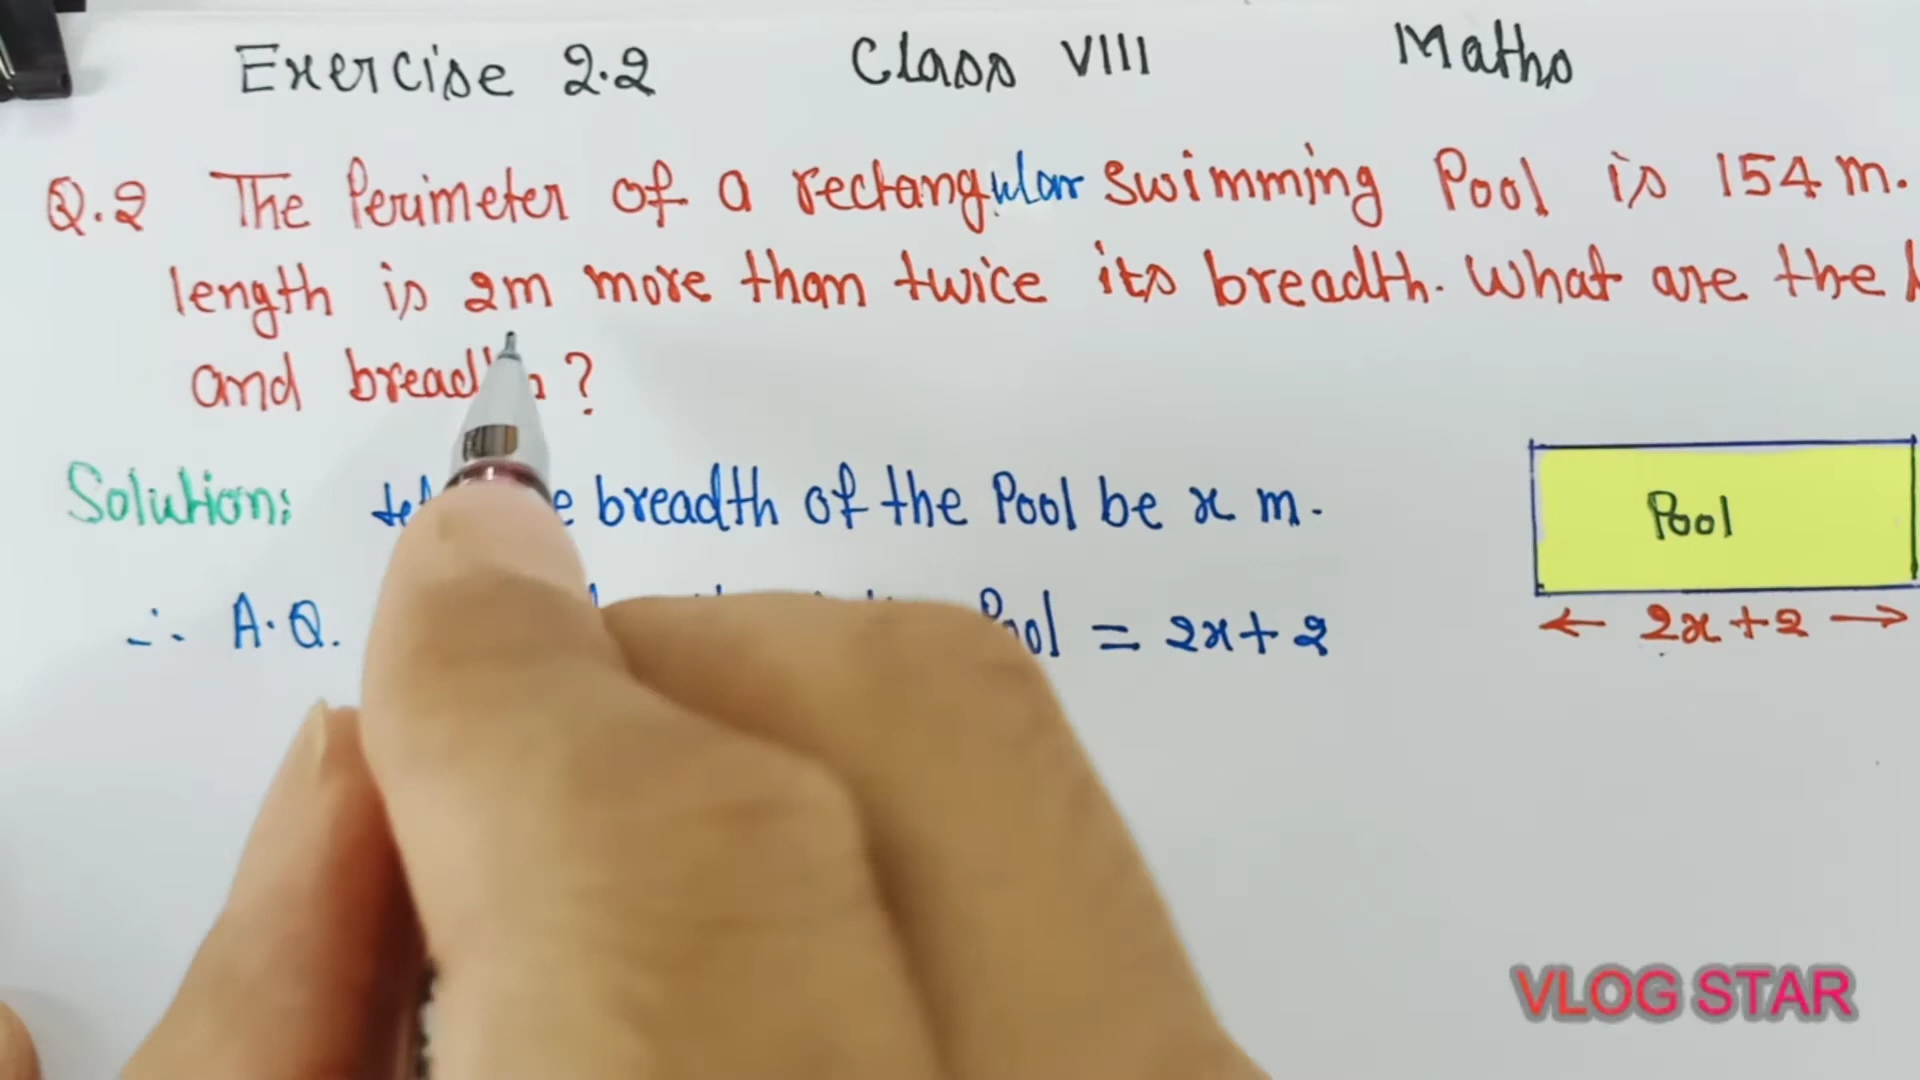 Exercise 2.2 Class VIII Maths
Q.2 The Perimeter of a rectangular swimming Pool is 154 m.
length is 2m more than twice its breadth. What are the
and breadth?
Solution: breadth of the Pool be x m.
Pool
∴ A.Q. Pool = 2x+2
← 2x+2 →
VLOG STAR